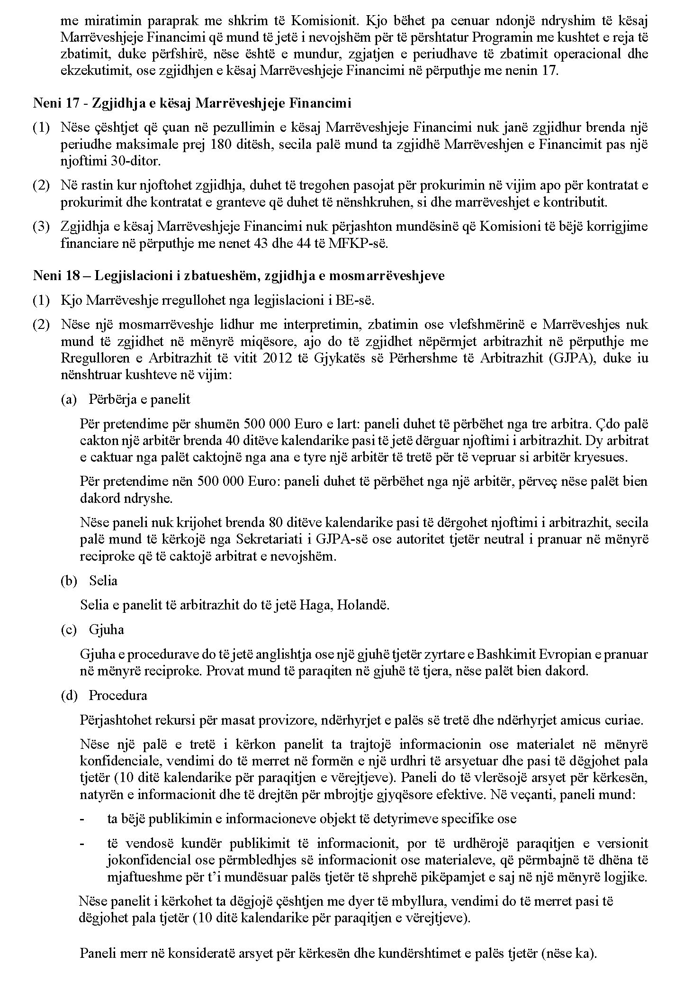 me miratimin paraprak me shkrim të Komisionit. Kjo bëhet pa cenuar ndonjë ndryshim të kësaj
Marrëveshjeje Financimi që mund të jetë i nevojshëm për të përshtatur Programin me kushtet e reja të
zbatimit, duke përfshirë, nëse është e mundur, zgjatjen e periudhave të zbatimit operacional dhe
ekzekutimit, ose zgjidhjen e kësaj Marrëveshjeje Financimi në përputhje me nenin 17.
Neni 17 - Zgjidhja e kësaj Marrëveshjeje Financimi
(1) Nëse çështjet që çuan në pezullimin e kësaj Marrëveshjeje Financimi nuk janë zgjidhur brenda një
periudhe maksimale prej 180 ditësh, secila palë mund ta zgjidhë Marrëveshjen e Financimit pas një
njoftimi 30-ditor.
(2) Në rastin kur njoftohet zgjidhja, duhet të tregohen pasojat për prokurimin në vijim apo për kontratat e
prokurimit dhe kontratat e granteve që duhet të nënshkruhen, si dhe marrëveshjet e kontributit.
(3) Zgjidhja e kësaj Marrëveshjeje Financimi nuk përjashton mundësinë që Komisioni të bëjë korrigjime
financiare në përputhje me nenet 43 dhe 44 të MFKP-së.
Neni 18 – Legjislacioni i zbatueshëm, zgjidhja e mosmarrëveshjeve
(1) Kjo Marrëveshje rregullohet nga legjislacioni i BE-së.
(2) Nëse një mosmarrëveshje lidhur me interpretimin, zbatimin ose vlefshmërinë e Marrëveshjes nuk
mund të zgjidhet në mënyrë miqësore, ajo do të zgjidhet nëpërmjet arbitrazhit në përputhje me
Rregulloren e Arbitrazhit të vitit 2012 të Gjykatës së Përhershme të Arbitrazhit (GJPA), duke iu
nënshtruar kushteve në vijim:
(a) Përbërja e panelit
Për pretendime për shumën 500 000 Euro e lart: paneli duhet të përbëhet nga tre arbitra. Çdo palë
cakton një arbitër brenda 40 ditëve kalendarike pasi të jetë dërguar njoftimi i arbitrazhit. Dy arbitrat
e caktuar nga palët caktojnë nga ana e tyre një arbitër të tretë për të vepruar si arbitër kryesues.
Për pretendime nën 500 000 Euro: paneli duhet të përbëhet nga një arbitër, përveç nëse palët bien
dakord ndryshe.
Nëse paneli nuk krijohet brenda 80 ditëve kalendarike pasi të dërgohet njoftimi i arbitrazhit, secila
palë mund të kërkojë nga Sekretariati i GJPA-së ose autoritet tjetër neutral i pranuar në mënyrë
reciproke që të caktojë arbitrat e nevojshëm.
(b) Selia
Selia e panelit të arbitrazhit do të jetë Haga, Holandë.
(c) Gjuha
Gjuha e procedurave do të jetë anglishtja ose një gjuhë tjetër zyrtare e Bashkimit Evropian e pranuar
në mënyrë reciproke. Provat mund të paraqiten në gjuhë të tjera, nëse palët bien dakord.
(d) Procedura
Përjashtohet rekursi për masat provizore, ndërhyrjet e palës së tretë dhe ndërhyrjet amicus curiae.
Nëse një palë e tretë i kërkon panelit ta trajtojë informacionin ose materialet në mënyrë
konfidenciale, vendimi do të merret në formën e një urdhri të arsyetuar dhe pasi të dëgjohet pala
tjetër (10 ditë kalendarike për paraqitjen e vërejtjeve). Paneli do të vlerësojë arsyet për kërkesën,
natyrën e informacionit dhe të drejtën për mbrojtje gjyqësore efektive. Në veçanti, paneli mund:
- ta bëjë publikimin e informacioneve objekt të detyrimeve specifike ose
- të vendosë kundër publikimit të informacionit, por të urdhërojë paraqitjen e versionit
jokonfidencial ose përmbledhjes së informacionit ose materialeve, që përmbajnë të dhëna të
mjaftueshme për t’i mundësuar palës tjetër të shprehë pikëpamjet e saj në një mënyrë logjike.
Nëse panelit i kërkohet ta dëgjojë çështjen me dyer të mbyllura, vendimi do të merret pasi të
dëgjohet pala tjetër (10 ditë kalendarike për paraqitjen e vërejtjeve).
Paneli merr në konsideratë arsyet për kërkesën dhe kundërshtimet e palës tjetër (nëse ka).